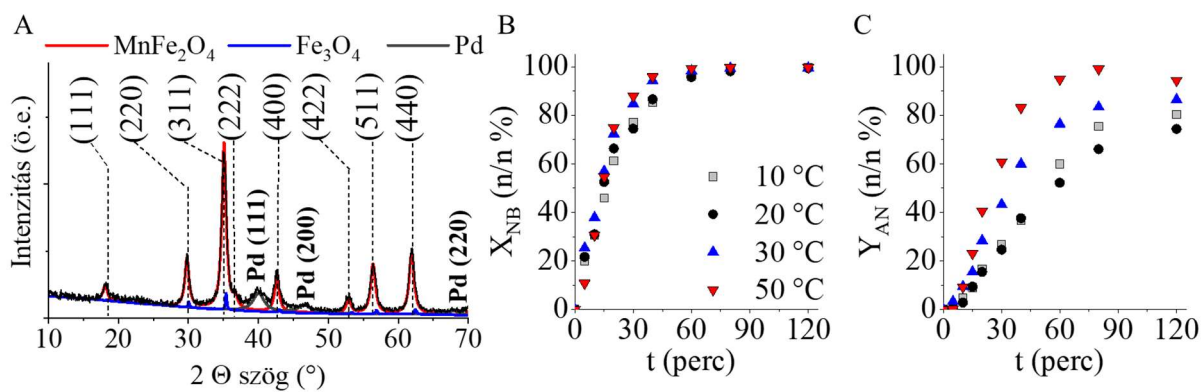 A
MnFe₂O₄ Fe₃O₄ Pd
(111)
(220)
(311)
(222)
(400)
(422)
(511)
(440)
Pd (111)
Pd (200)
Pd (220)
Intenzitás (ö.e.)
10 20 30 40 50 60 70
2 Θ szög (°)
B
X_NB (n/n %)
100
80
60
40
20
0
10 °C
20 °C
30 °C
50 °C
0 30 60 90 120
t (perc)
C
Y_AN (n/n %)
100
80
60
40
20
0
0 30 60 90 120
t (perc)